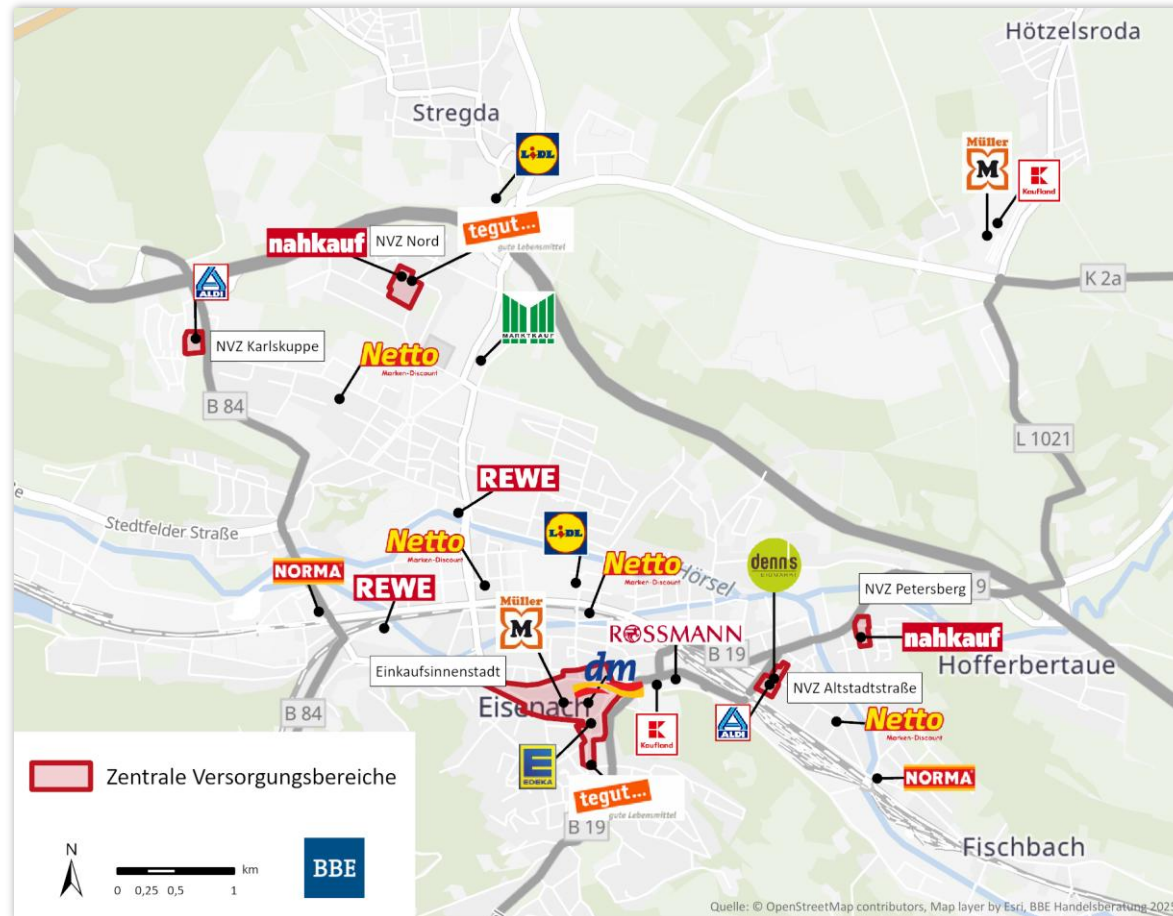 Hötzelsroda
Stregda
LiDL
Müller
M
K
Kaufland
tegut...
gute Lebensmittel
nahkauf
NVZ Nord
ALDI
K 2a
MARKTKAUF
NVZ Karlskuppe
Netto
Marken-Discount
B 84
L 1021
REWE
Stedtfelder Straße
LiDL
Netto
Marken-Discount
Netto
Marken-Discount
Hörsel
denn's
BIOMARKT
NORMA
REWE
NVZ Petersberg
9
Müller
M
ROSSMANN
nahkauf
B 19
Hofferbertaue
Einkaufsinnenstadt
dm
NVZ Altstadtstraße
Eisenach
B 84
K
Kaufland
ALDI
Netto
Marken-Discount
E
EDEKA
NORMA
Zentrale Versorgungsbereiche
tegut...
gute Lebensmittel
B 19
Fischbach
N
km
0 0,25 0,5 1
BBE
Quelle: © OpenStreetMap contributors, Map layer by Esri, BBE Handelsberatung